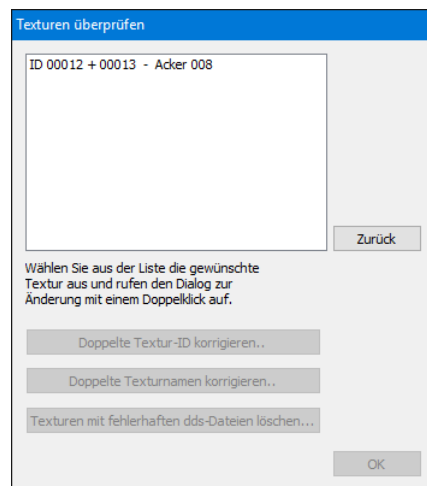 Texturen überprüfen
ID 00012 + 00013 - Acker 008
Zurück
Wählen Sie aus der Liste die gewünschte
Textur aus und rufen den Dialog zur
Änderung mit einem Doppelklick auf.
Doppelte Textur-ID korrigieren..
Doppelte Texturnamen korrigieren..
Texturen mit fehlerhaften dds-Dateien löschen...
OK